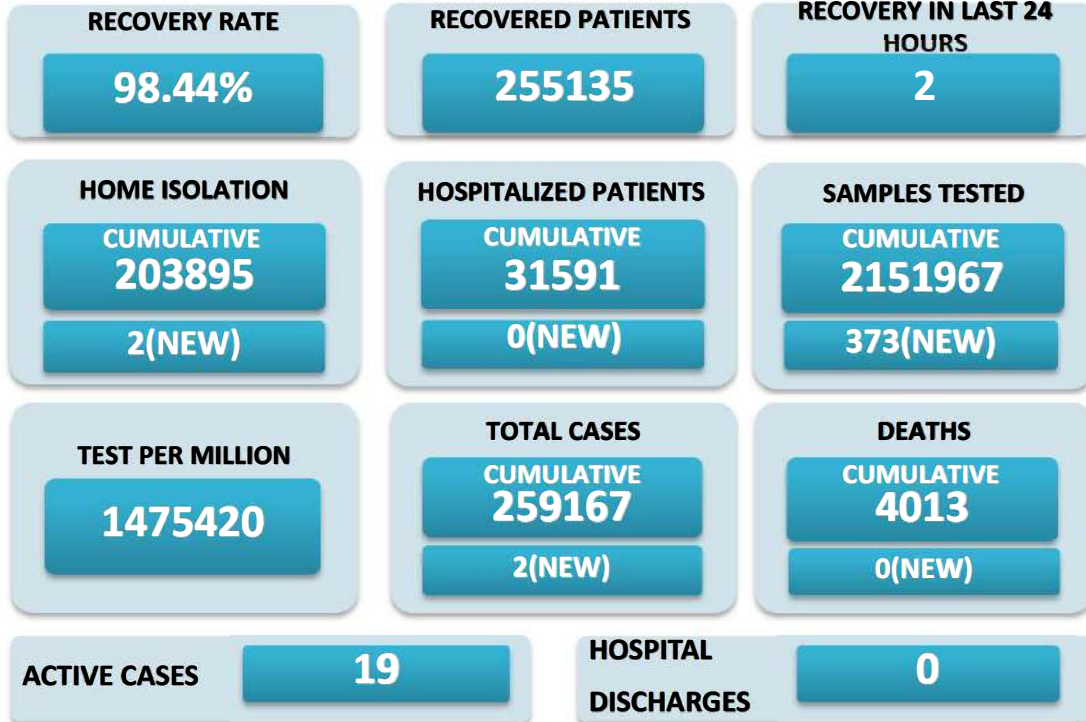 RECOVERY RATE
98.44%
RECOVERED PATIENTS
255135
RECOVERY IN LAST 24
HOURS
2
HOME ISOLATION
CUMULATIVE
203895
2(NEW)
HOSPITALIZED PATIENTS
CUMULATIVE
31591
0(NEW)
SAMPLES TESTED
CUMULATIVE
2151967
373(NEW)
TEST PER MILLION
1475420
TOTAL CASES
CUMULATIVE
259167
2(NEW)
DEATHS
CUMULATIVE
4013
0(NEW)
ACTIVE CASES
19
HOSPITAL
DISCHARGES
0